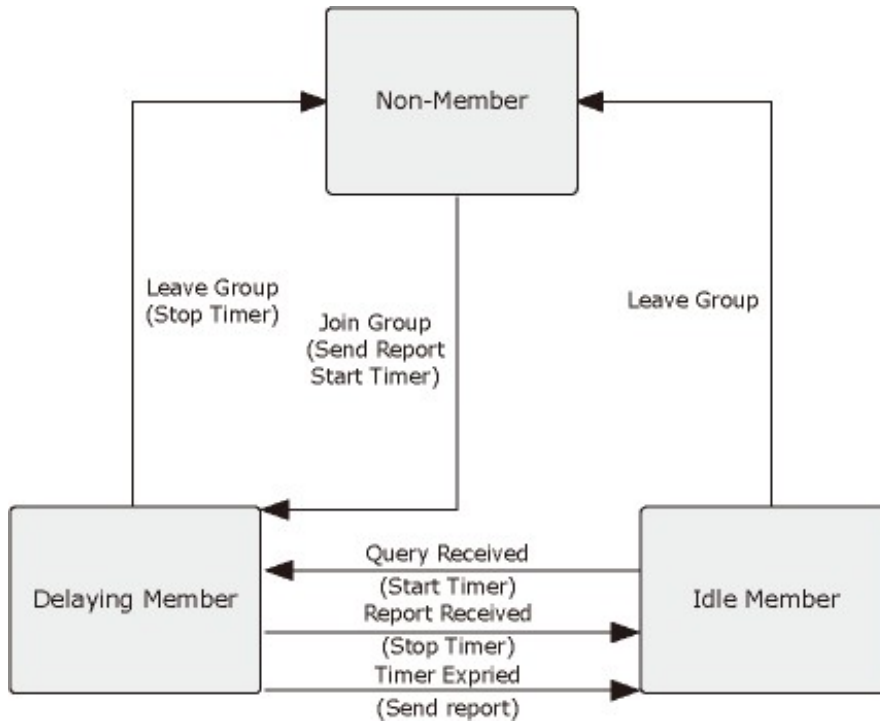 Non-Member
Leave Group
(Stop Timer)
Join Group
(Send Report
Start Timer)
Leave Group
Delaying Member
Query Received
(Start Timer)
Report Received
(Stop Timer)
Timer Expried
(Send report)
Idle Member